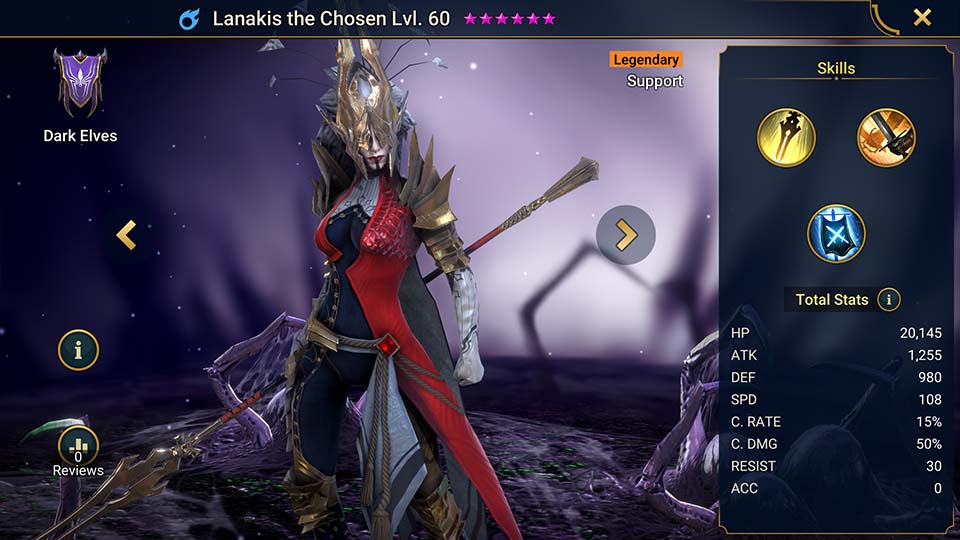 Lanakis the Chosen Lvl. 60
Dark Elves
Legendary
Support
0
Reviews
Skills
Total Stats
HP 20,145
ATK 1,255
DEF 980
SPD 108
C. RATE 15%
C. DMG 50%
RESIST 30
ACC 0